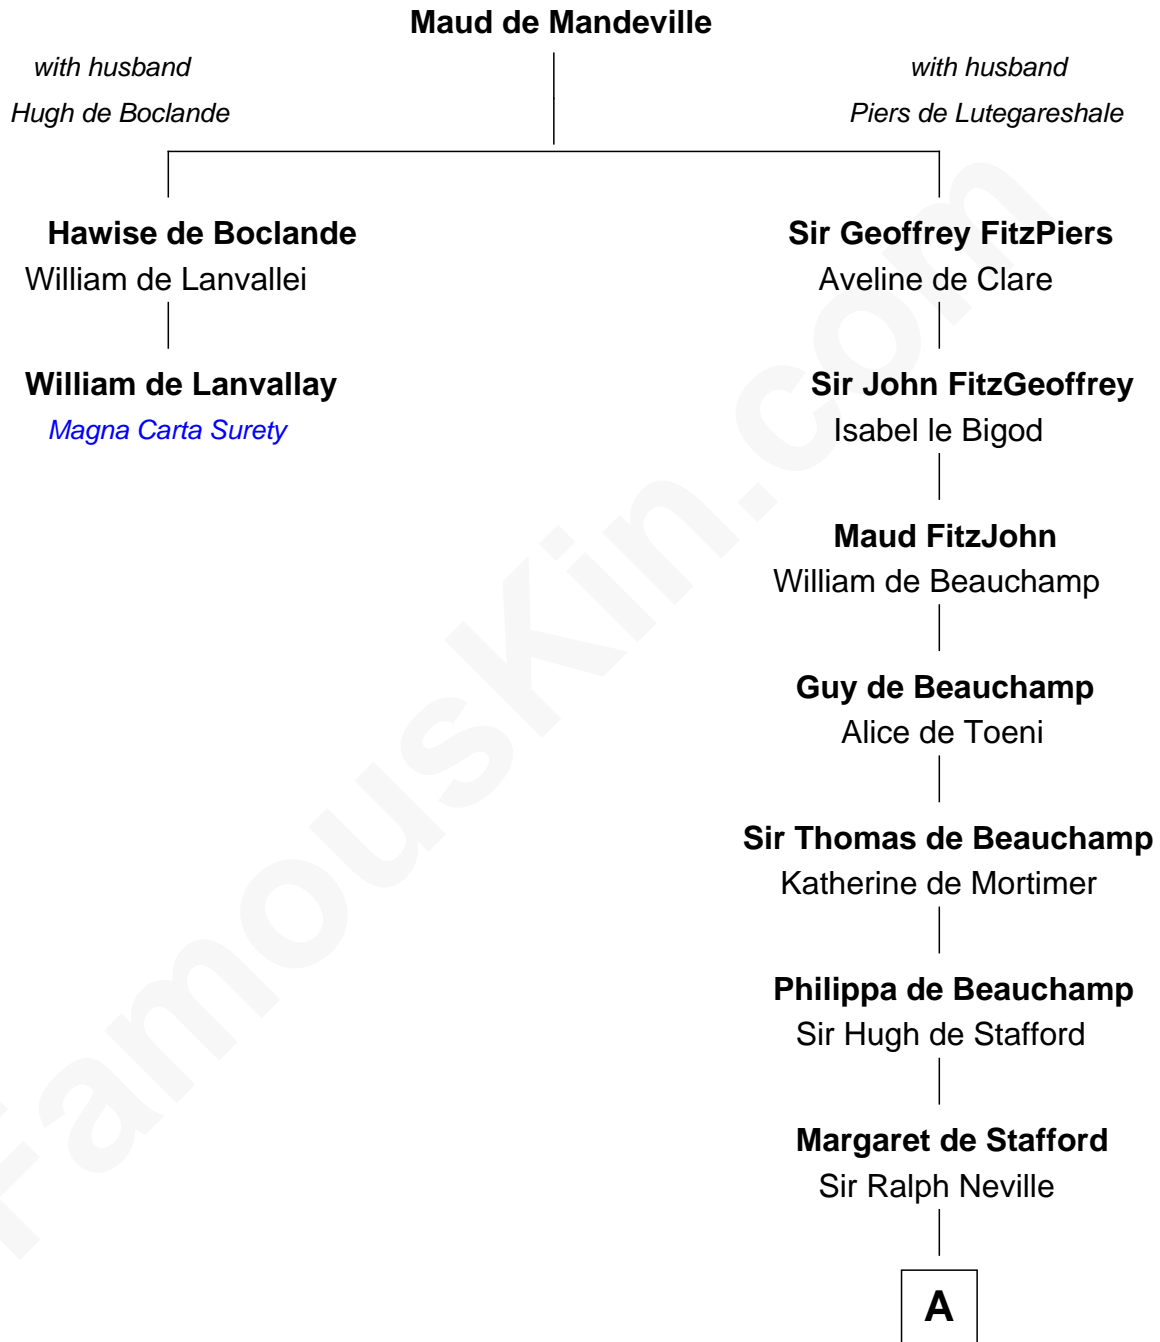 Maud de Mandeville
with husband
Hugh de Boclande
with husband
Piers de Lutegareshale
Hawise de Boclande
William de Lanvallei
William de Lanvallay
Magna Carta Surety
Sir Geoffrey FitzPiers
Aveline de Clare
Sir John FitzGeoffrey
Isabel le Bigod
Maud FitzJohn
William de Beauchamp
Guy de Beauchamp
Alice de Toeni
Sir Thomas de Beauchamp
Katherine de Mortimer
Philippa de Beauchamp
Sir Hugh de Stafford
Margaret de Stafford
Sir Ralph Neville
A
FamousKin.com